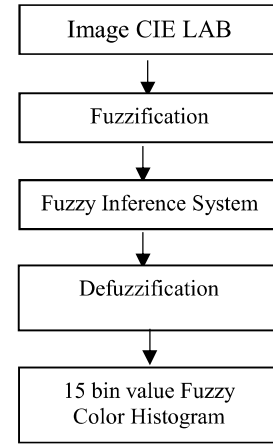 Image CIE LAB
Fuzzification
Fuzzy Inference System
Defuzzification
15 bin value Fuzzy
Color Histogram